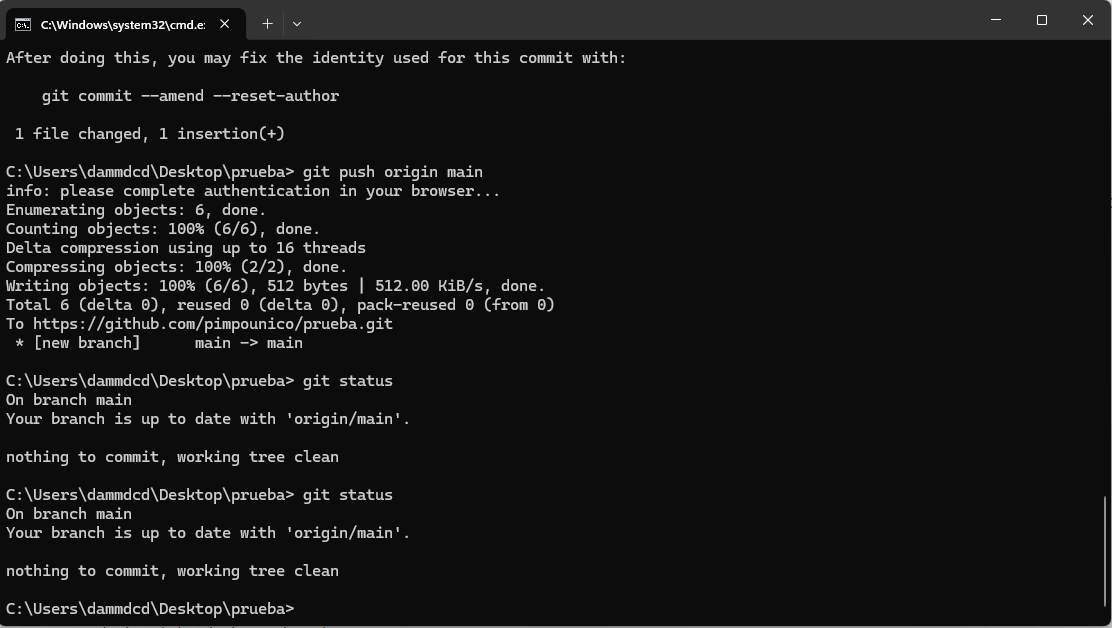 C:\Windows\system32\cmd.e:
After doing this, you may fix the identity used for this commit with:
git commit --amend --reset-author
1 file changed, 1 insertion(+)
C:\Users\dammdcd\Desktop\prueba> git push origin main
info: please complete authentication in your browser...
Enumerating objects: 6, done.
Counting objects: 100% (6/6), done.
Delta compression using up to 16 threads
Compressing objects: 100% (2/2), done.
Writing objects: 100% (6/6), 512 bytes | 512.00 KiB/s, done.
Total 6 (delta 0), reused 0 (delta 0), pack-reused 0 (from 0)
To https://github.com/pimpounico/prueba.git
* [new branch]      main -> main
C:\Users\dammdcd\Desktop\prueba> git status
On branch main
Your branch is up to date with 'origin/main'.
nothing to commit, working tree clean
C:\Users\dammdcd\Desktop\prueba> git status
On branch main
Your branch is up to date with 'origin/main'.
nothing to commit, working tree clean
C:\Users\dammdcd\Desktop\prueba>